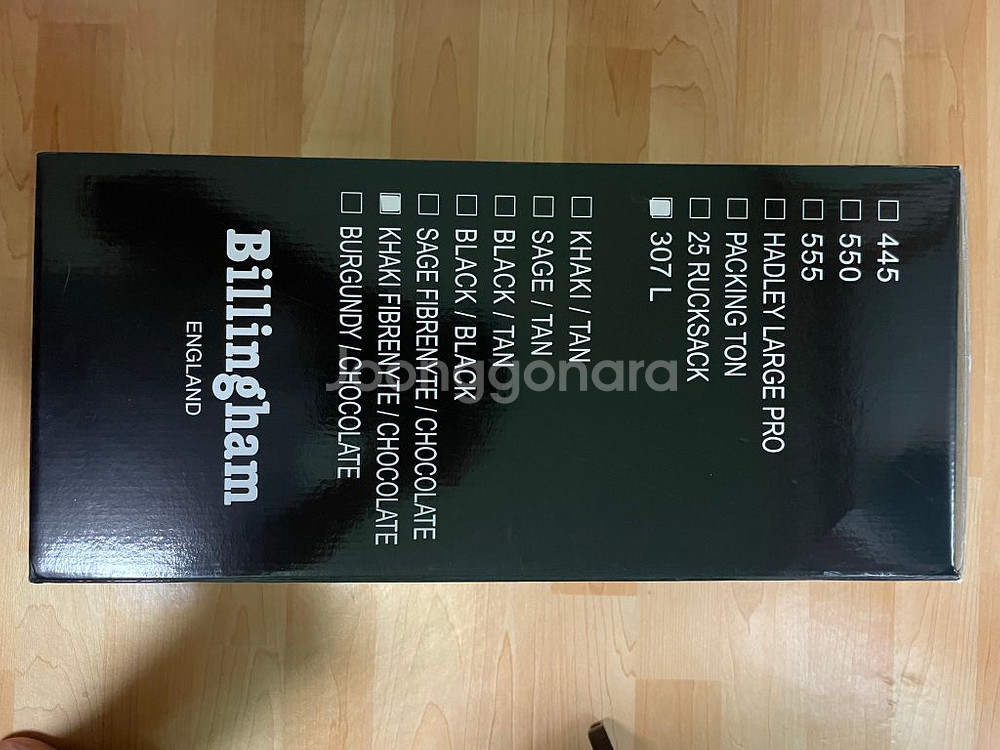 ☐ 445
☐ 550
☐ 555
☐ HADLEY LARGE PRO
☐ PACKING TON
☐ 25 RUCKSACK
■ 307 L
☐ KHAKI / TAN
☐ SAGE / TAN
☐ BLACK / TAN
☐ BLACK / BLACK
☐ SAGE FIBRENYTE / CHOCOLATE
■ KHAKI FIBRENYTE / CHOCOLATE
☐ BURGUNDY / CHOCOLATE
Billingham
ENGLAND
Joonggonara